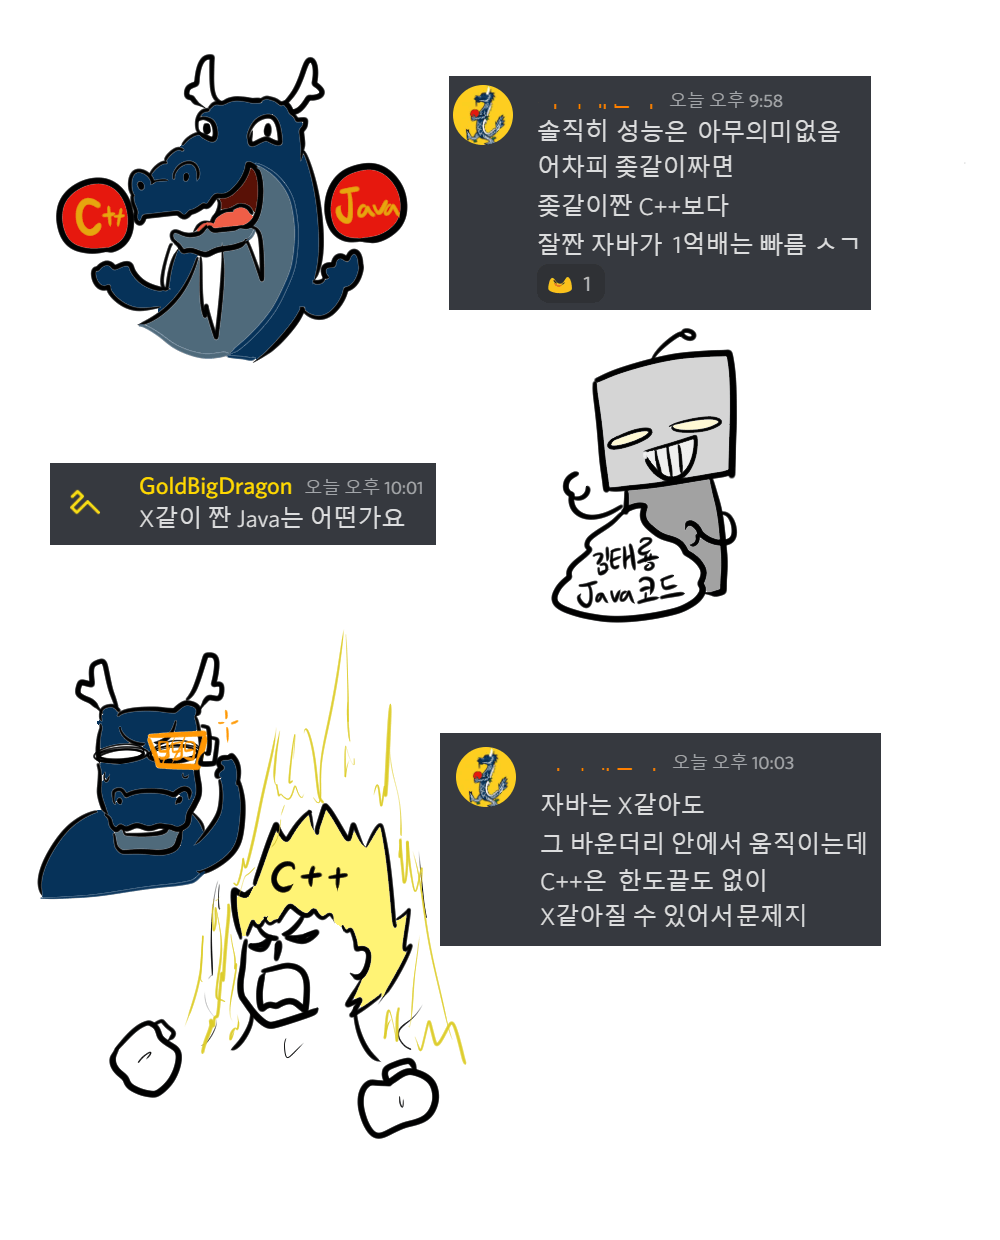 C++
Java
오늘 오후 9:58
솔직히 성능은 아무의미없음
어차피 좆같이짜면
좆같이짠 C++보다
잘짠 자바가 1억배는 빠름 ㅅㄱ
1
GoldBigDragon 오늘 오후 10:01
X같이 짠 Java는 어떤가요
김태룡
Java코드
999
C++
오늘 오후 10:03
자바는 X같아도
그 바운더리 안에서 움직이는데
C++은 한도끝도 없이
X같아질 수 있어서문제지